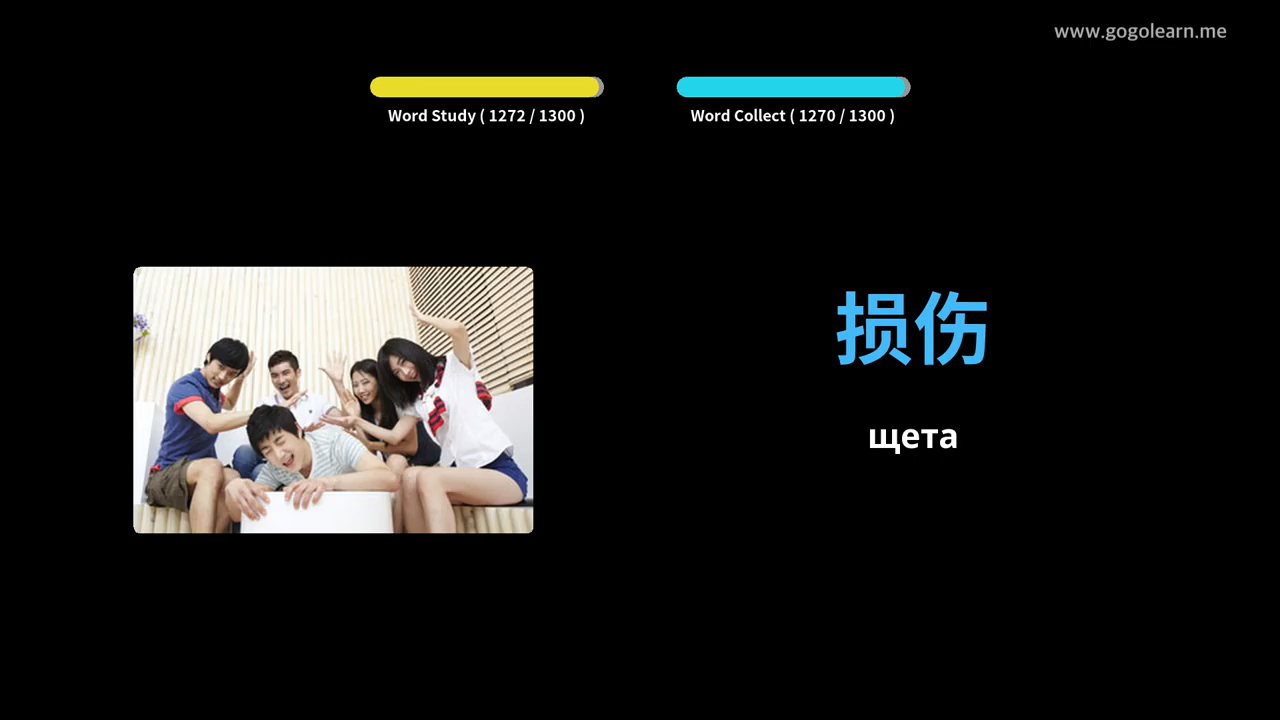 www.gogolearn.me
Word Study ( 1272 / 1300 )
Word Collect ( 1270 / 1300 )
损伤
щета